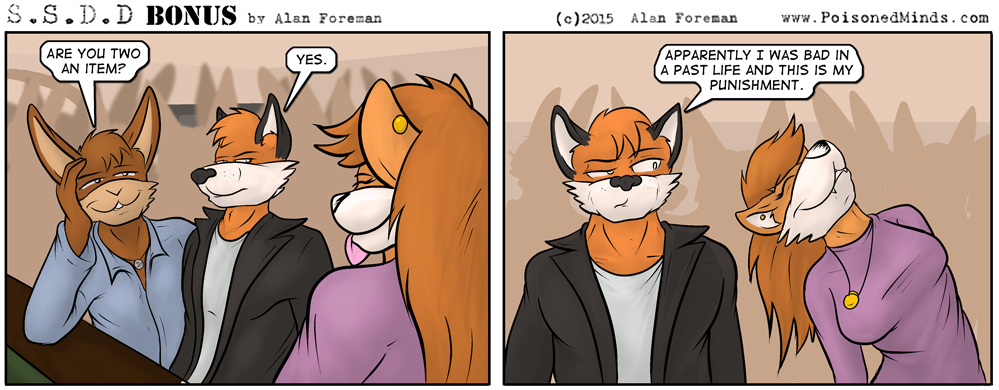 S.S.D.D BONUS by Alan Foreman (c)2015 Alan Foreman www.PoisonedMinds.com
ARE YOU TWO
AN ITEM?
YES.
APPARENTLY I WAS BAD IN
A PAST LIFE AND THIS IS MY
PUNISHMENT.